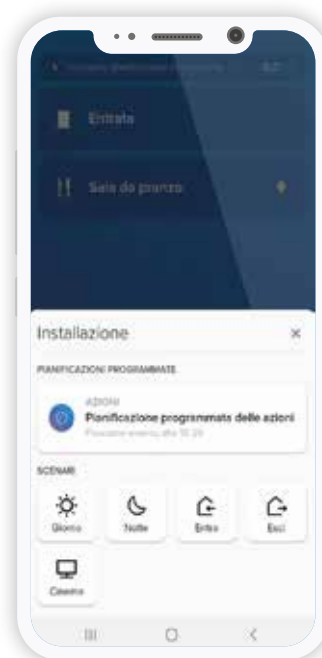 Entrata
Sala da pranzo
Installazione
PIANIFICAZIONI PROGRAMMATE
AZIONI
Pianificazione programmata delle azioni
SCENARI
Giorno
Notte
Entra
Esci
Cinema